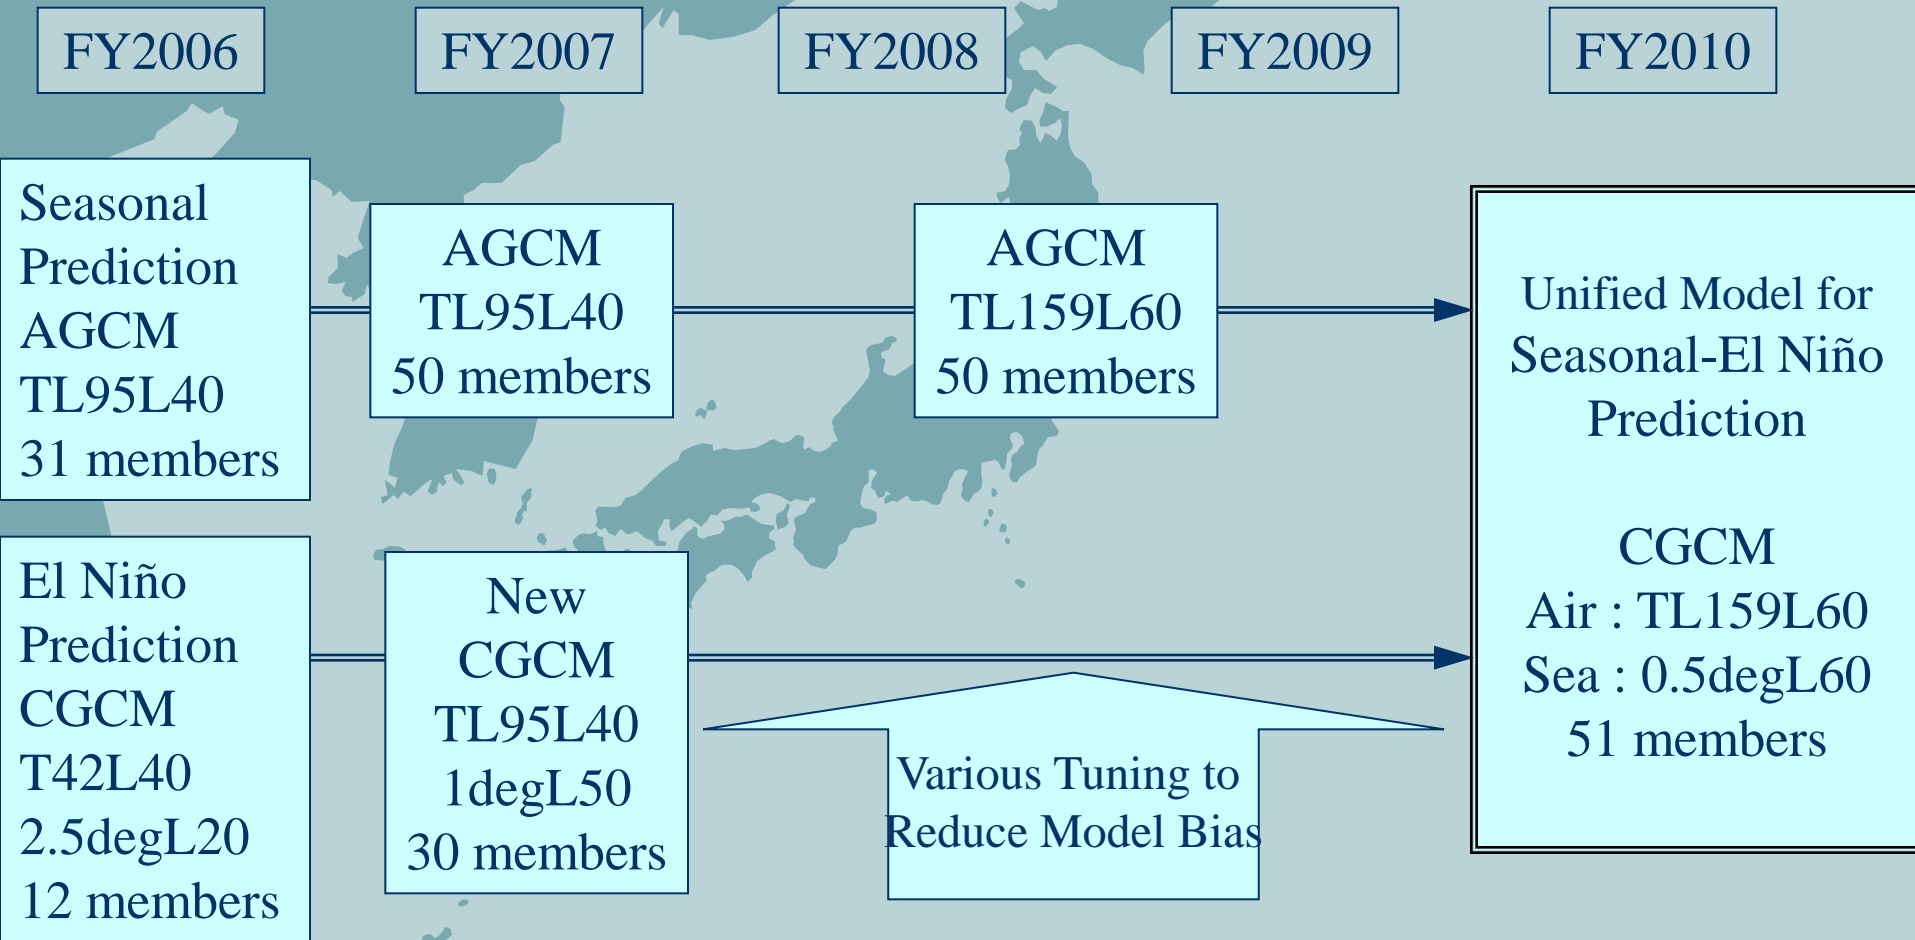 FY2006
FY2007
FY2008
FY2009
FY2010
Seasonal
Prediction
AGCM
TL95L40
31 members
AGCM
TL95L40
50 members
AGCM
TL159L60
50 members
El Niño
Prediction
CGCM
T42L40
2.5degL20
12 members
New
CGCM
TL95L40
1degL50
30 members
Various Tuning to
Reduce Model Bias
Unified Model for
Seasonal-El Niño
Prediction
CGCM
Air : TL159L60
Sea : 0.5degL60
51 members